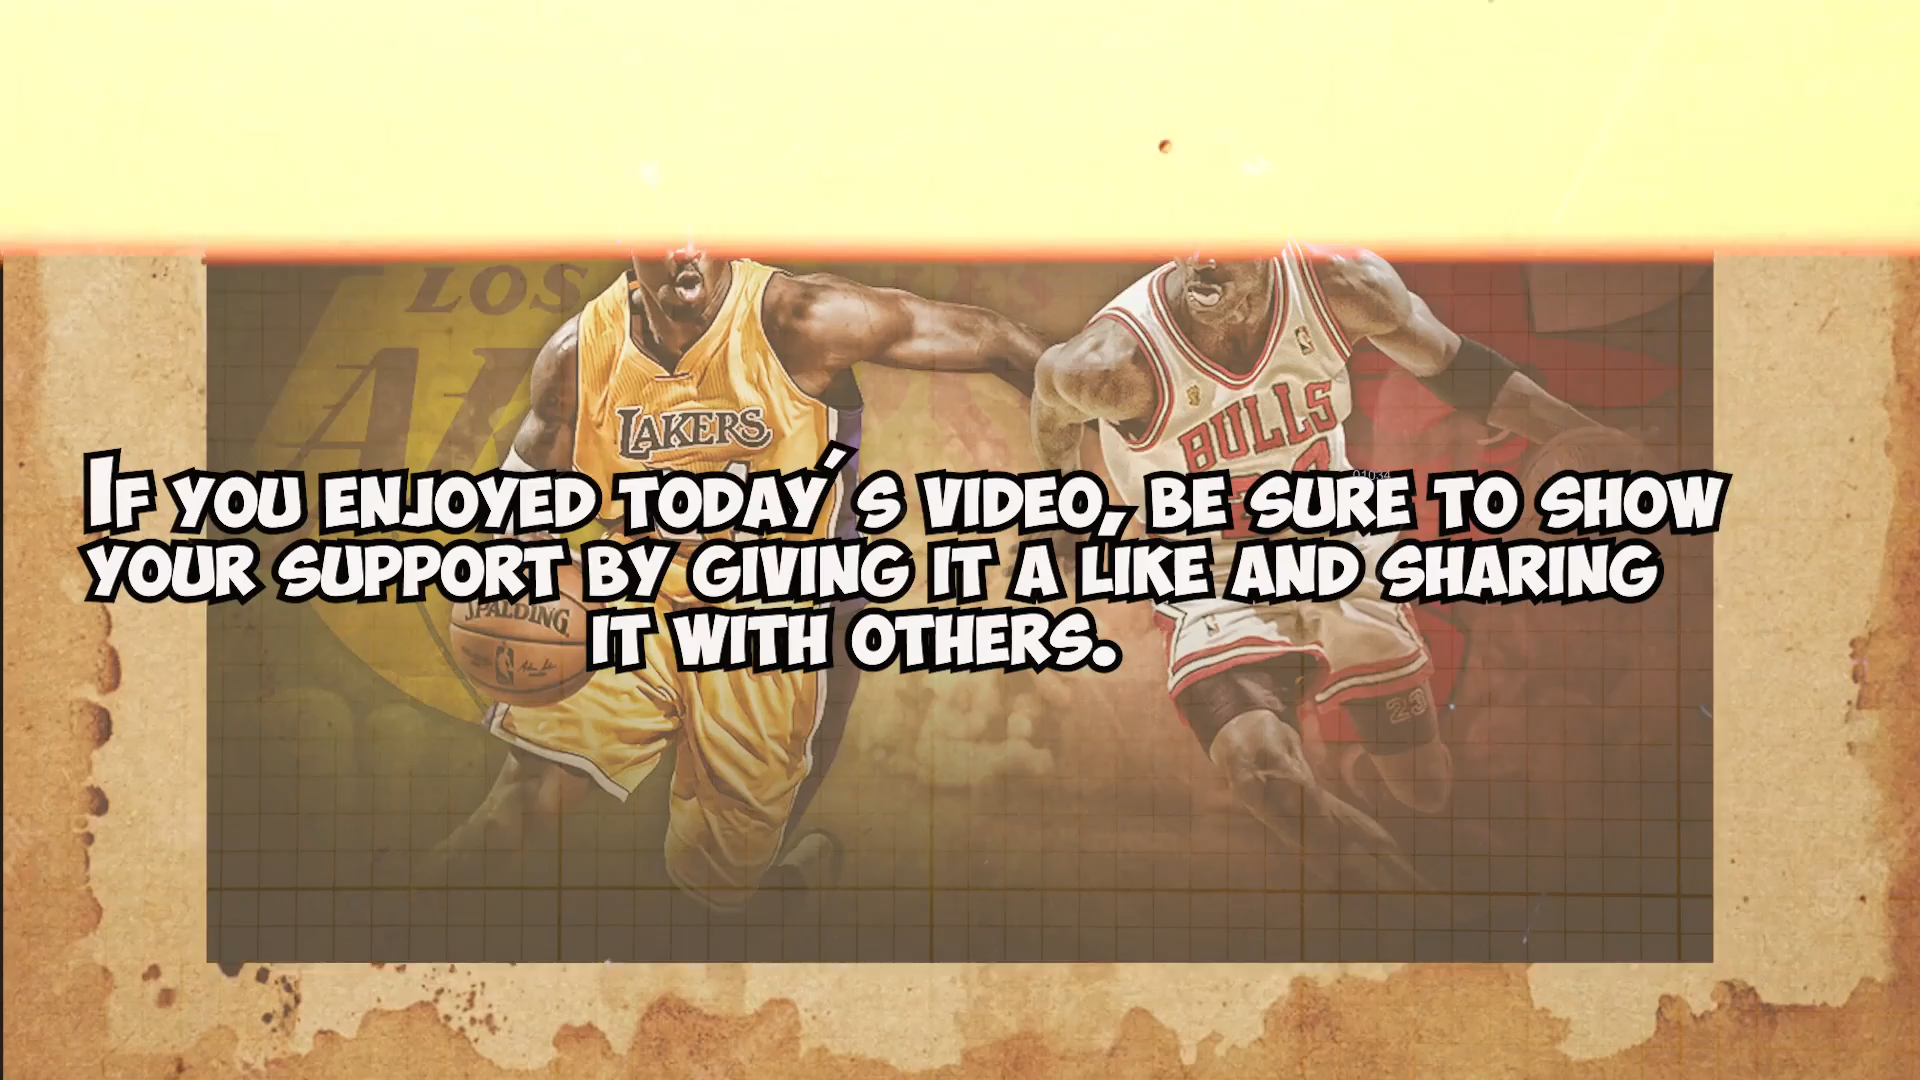 LOS
LAKERS
BULLS
If you enjoyed today´s video, be sure to show
your support by giving it a like and sharing
it with others.
SPALDING
23